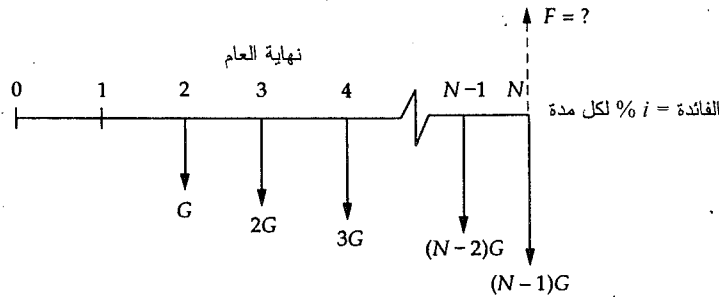 F = ?
نهاية العام
0 1 2 3 4 N-1 N
الفائدة = i % لكل مدة
G
2G
3G
(N-2)G
(N-1)G